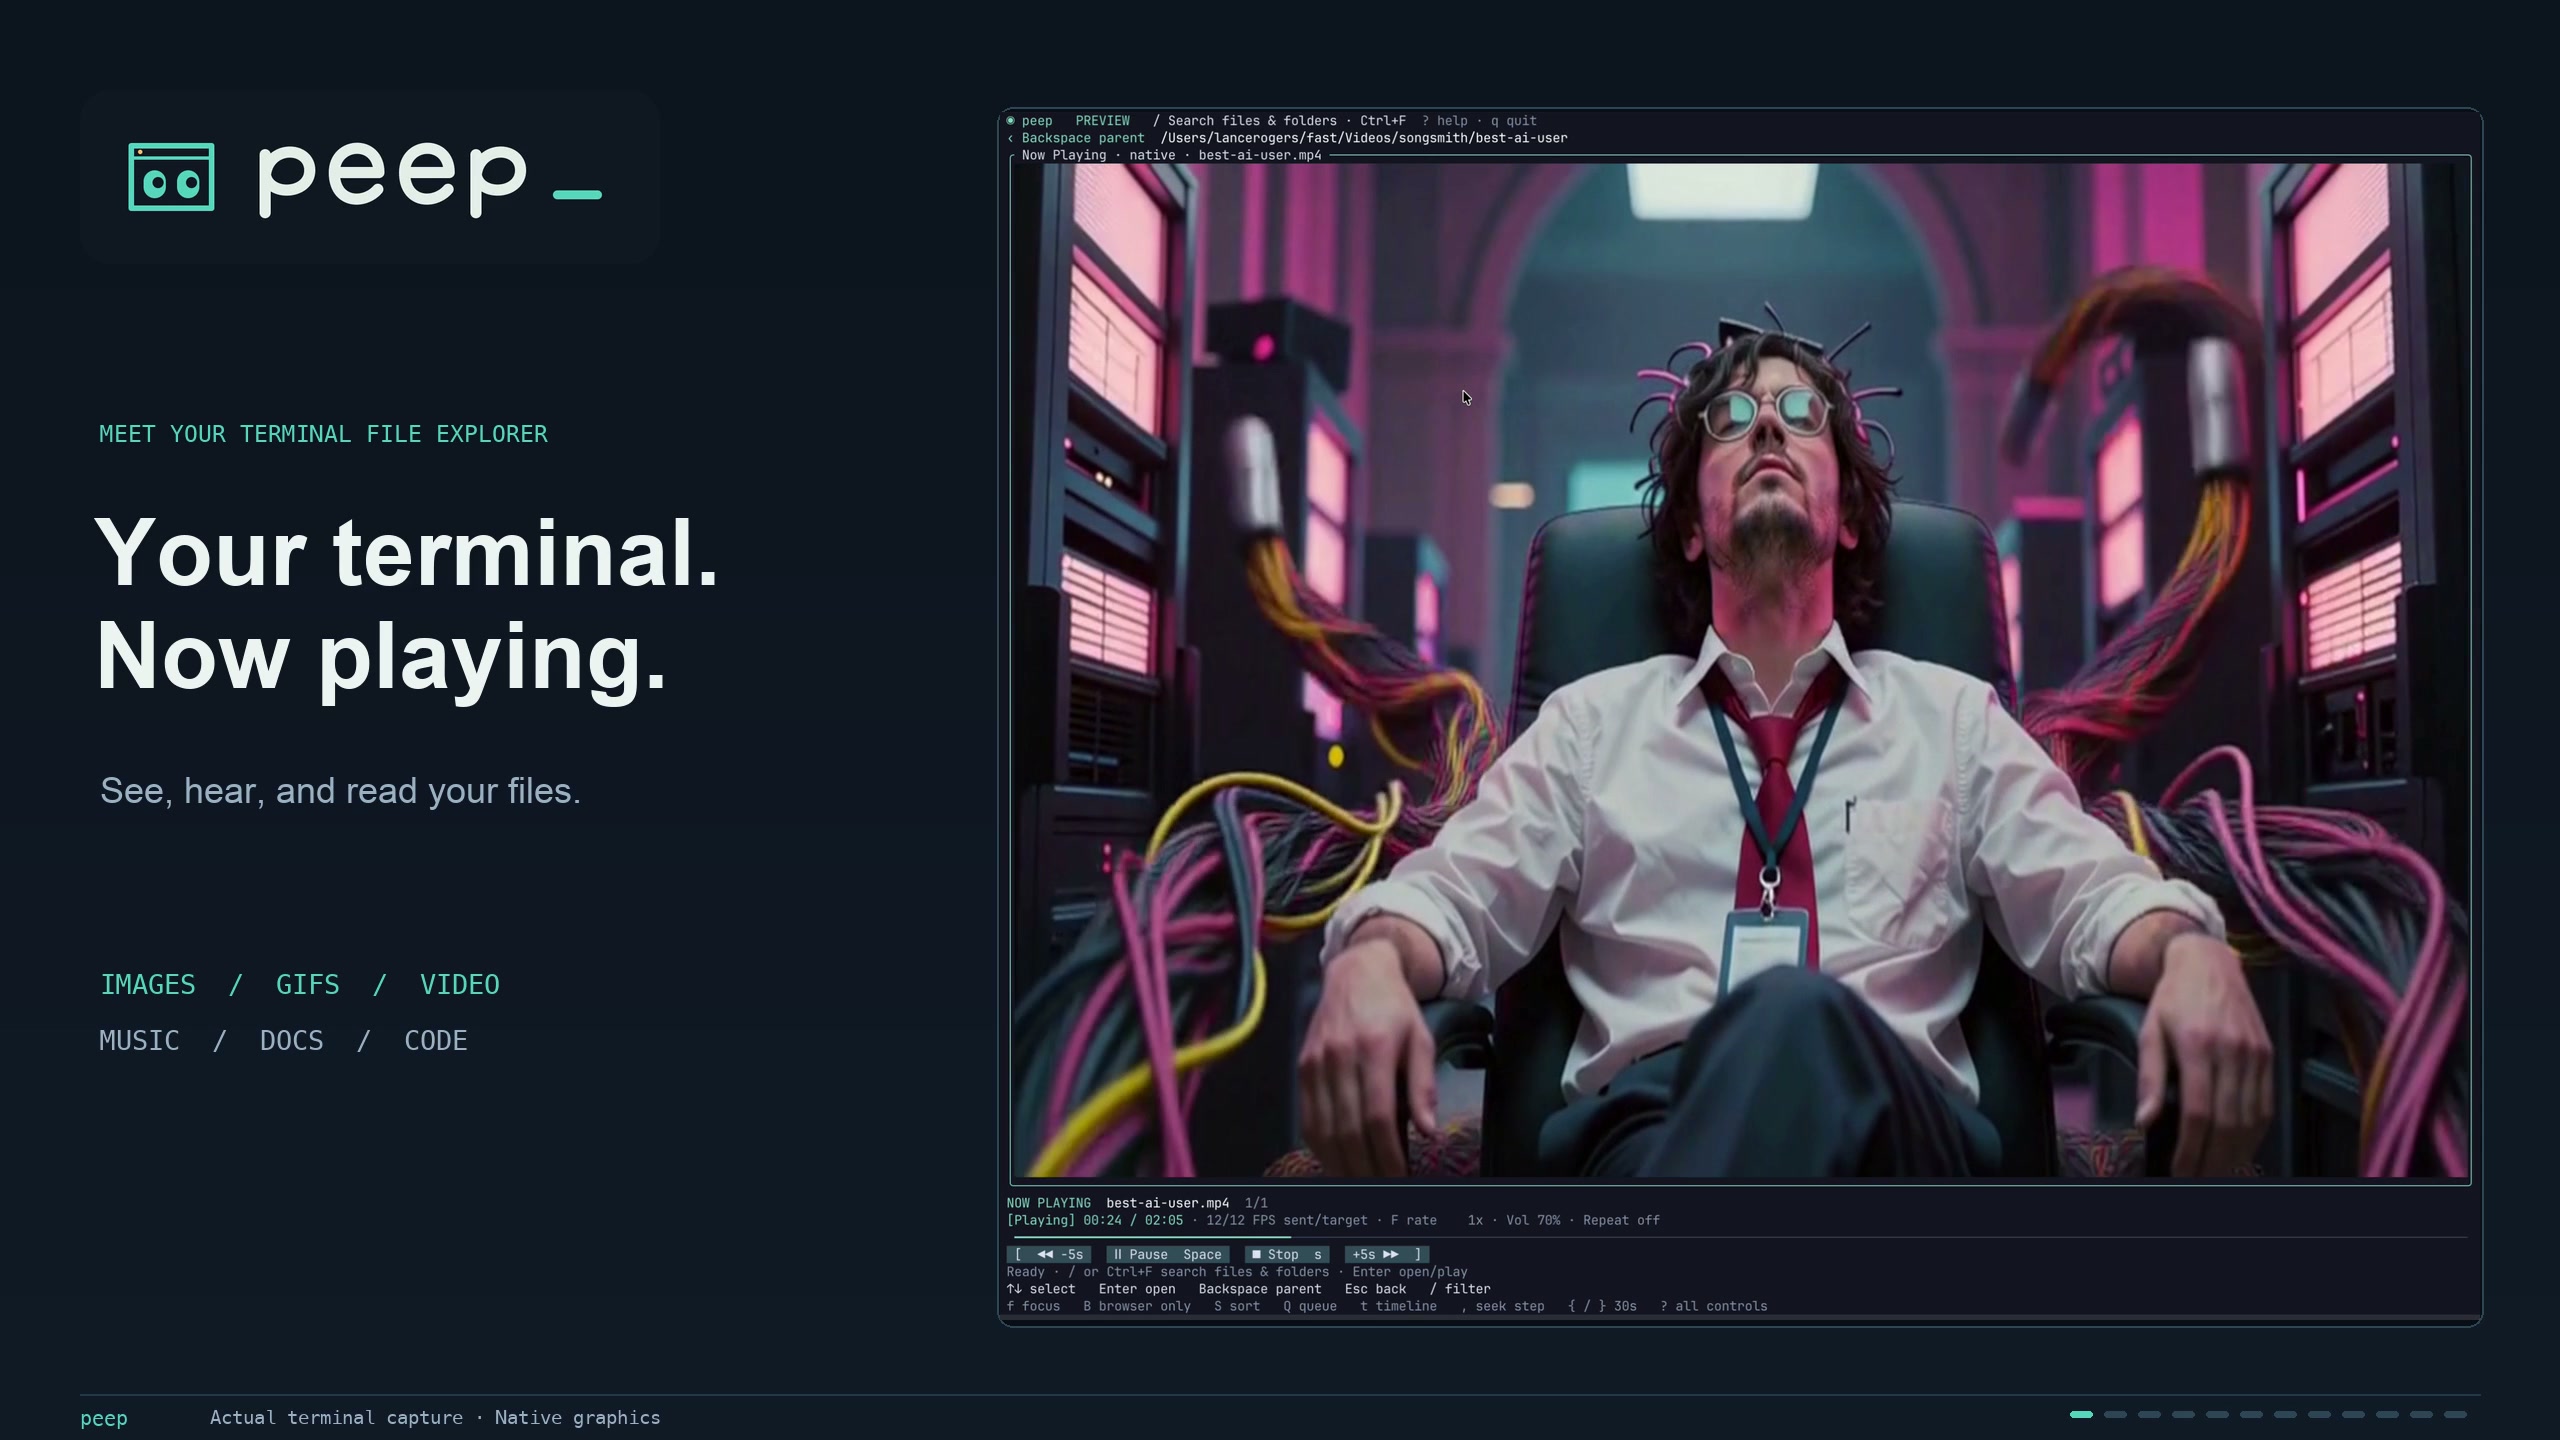 peep_
MEET YOUR TERMINAL FILE EXPLORER
Your terminal.
Now playing.
See, hear, and read your files.
IMAGES / GIFS / VIDEO
MUSIC / DOCS / CODE
◉ peep PREVIEW / Search files & folders · Ctrl+F ? help · q quit
‹ Backspace parent /Users/lancerogers/fast/Videos/songsmith/best-ai-user
Now Playing · native · best-ai-user.mp4
NOW PLAYING best-ai-user.mp4 1/1
[Playing] 00:24 / 02:05 · 12/12 FPS sent/target · F rate 1x · Vol 70% · Repeat off
[ ◀◀ -5s ⏸ Pause Space ■ Stop s +5s ▶▶ ]
Ready · / or Ctrl+F search files & folders · Enter open/play
↑↓ select Enter open Backspace parent Esc back / filter
f focus B browser only S sort Q queue t timeline , seek step { / } 30s ? all controls
peep Actual terminal capture · Native graphics